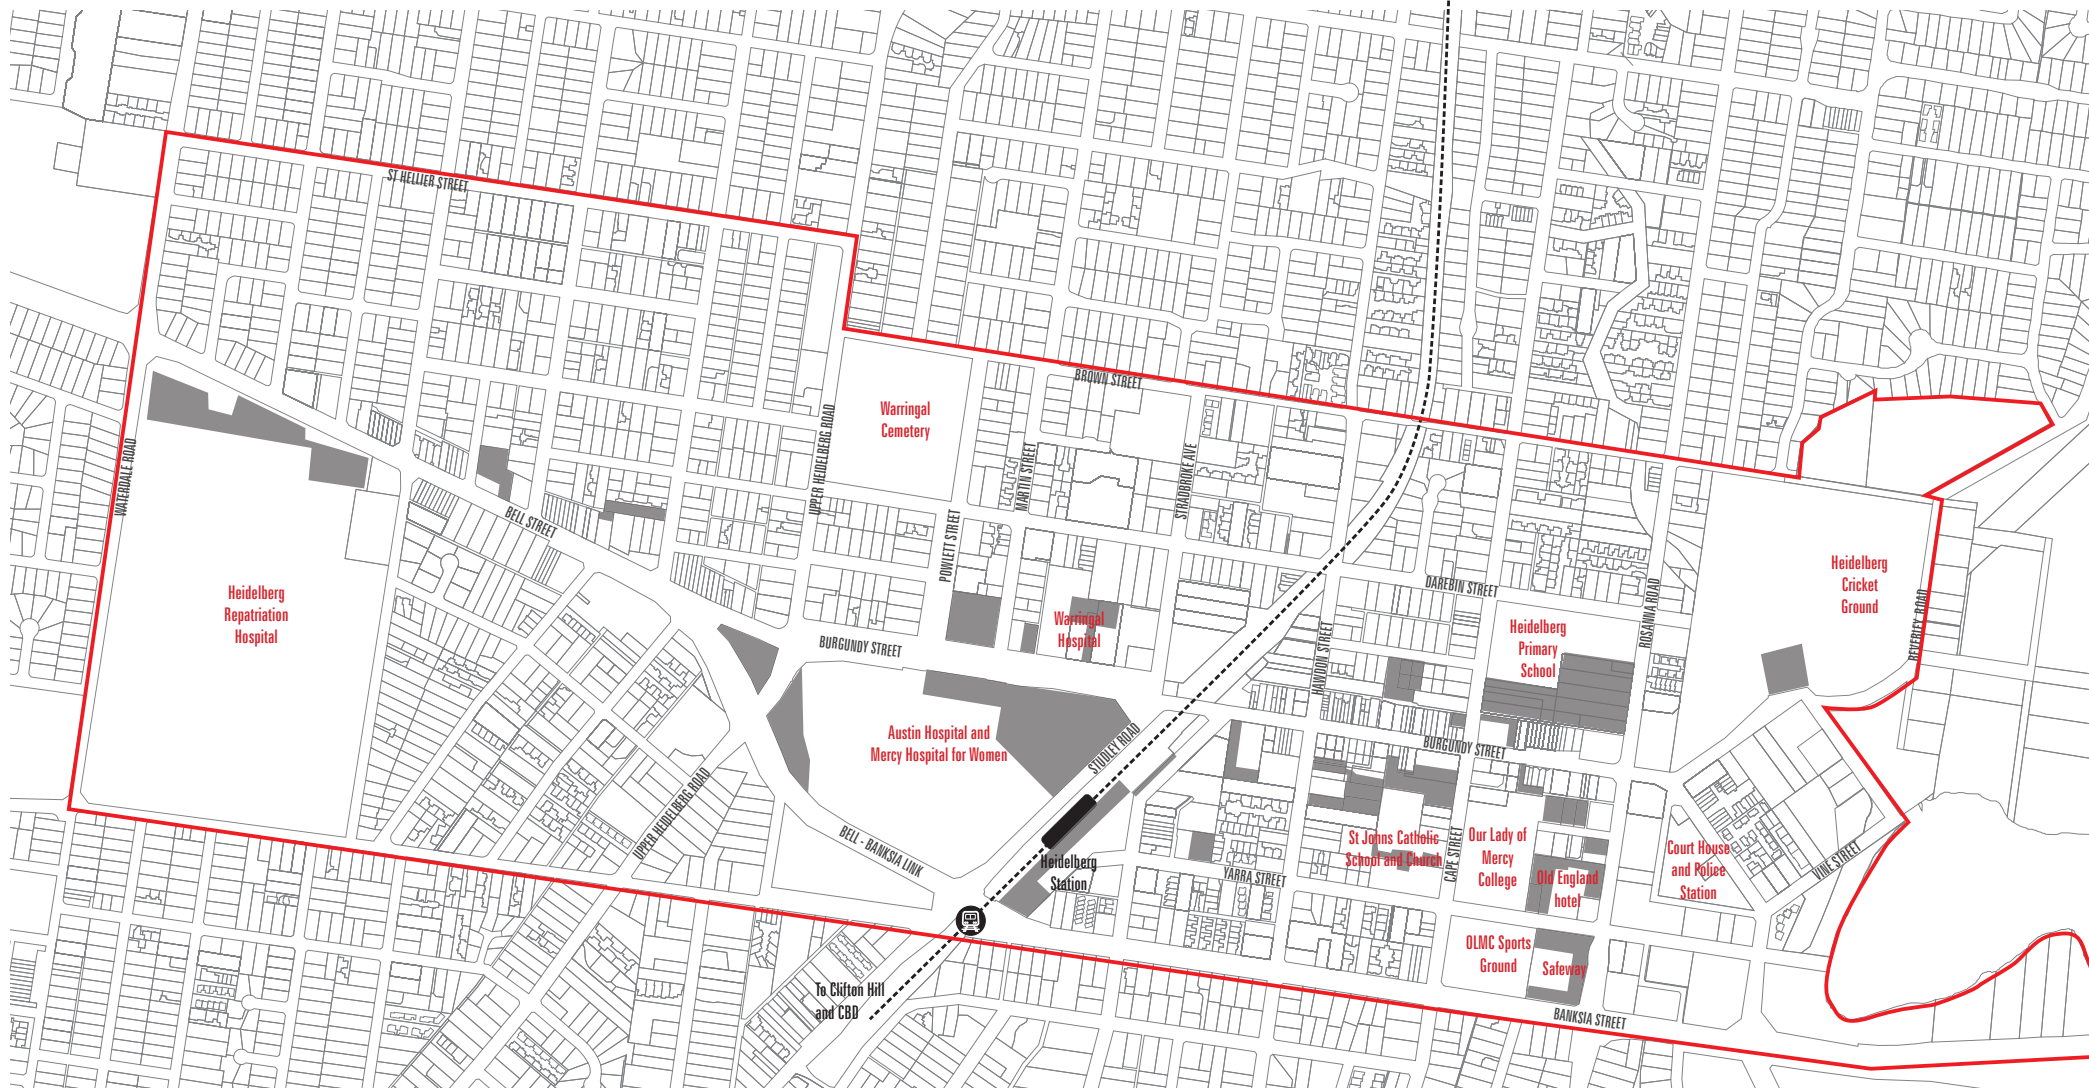 ST HELLIER STREET
BROWN STREET
Warringal
Cemetery
UPPER HEIDELBERG ROAD
MARTIN STREET
STRADBROKE AVE
WATERDALE ROAD
BELL STREET
POWLETT STREET
DAREBIN STREET
Heidelberg
Cricket
Ground
Heidelberg
Repatriation
Hospital
Warringal
Hospital
Heidelberg
Primary
School
ROSANNA ROAD
BEVERLEY ROAD
BURGUNDY STREET
HAWDON STREET
Austin Hospital and
Mercy Hospital for Women
STUDLEY ROAD
BURGUNDY STREET
UPPER HEIDELBERG ROAD
BELL - BANKSIA LINK
Heidelberg
Station
YARRA STREET
St Johns Catholic
School and Church
CAPE STREET
Our Lady of
Mercy
College
Old England
hotel
Court House
and Police
Station
VINE STREET
OLMC Sports
Ground
Safeway
To Clifton Hill
and CBD
BANKSIA STREET